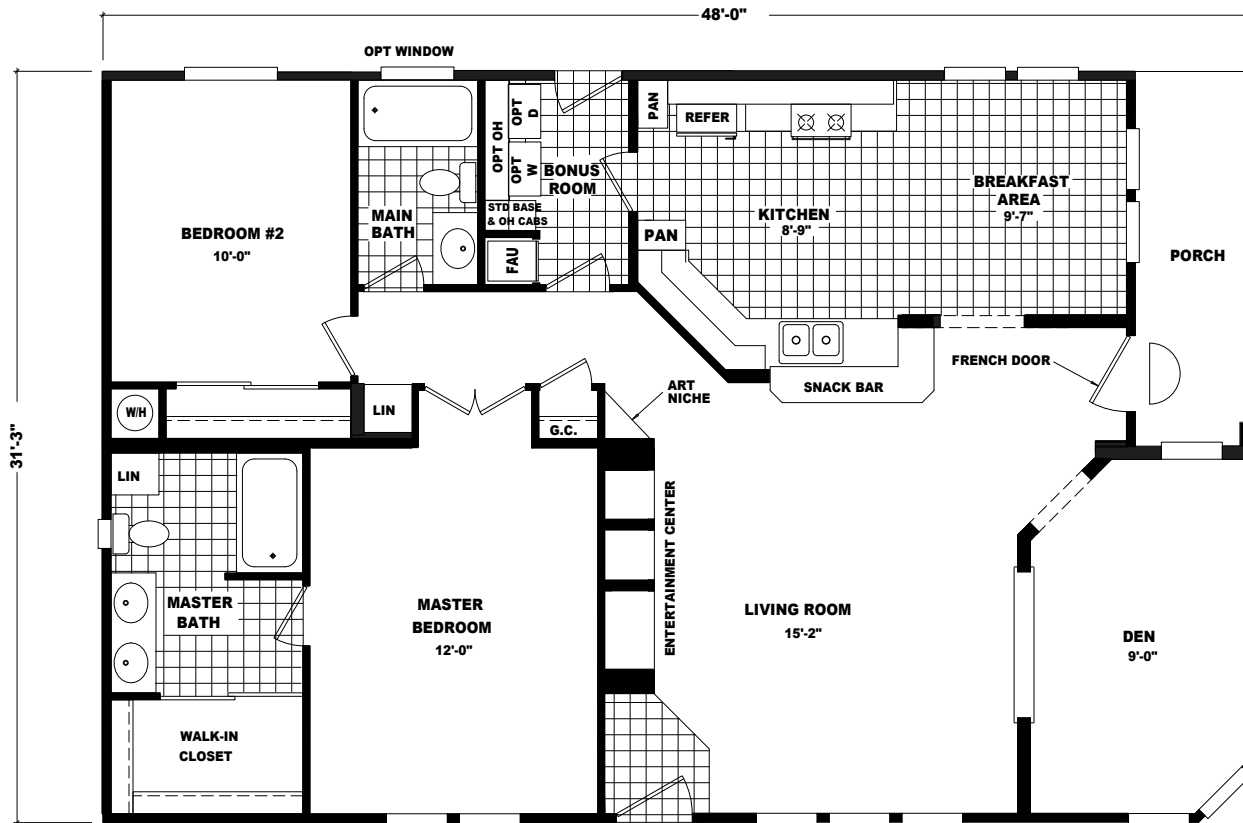 48'-0"
OPT WINDOW
31'-3"
BEDROOM #2
10'-0"
MAIN
BATH
OPT OH
OPT
D
OPT
W
BONUS
ROOM
STD BASE
& OH CABS
FAU
PAN
REFER
PAN
KITCHEN
8'-9"
BREAKFAST
AREA
9'-7"
PORCH
FRENCH DOOR
SNACK BAR
ART
NICHE
W/H
LIN
G.C.
LIN
MASTER
BATH
MASTER
BEDROOM
12'-0"
ENTERTAINMENT CENTER
LIVING ROOM
15'-2"
DEN
9'-0"
WALK-IN
CLOSET